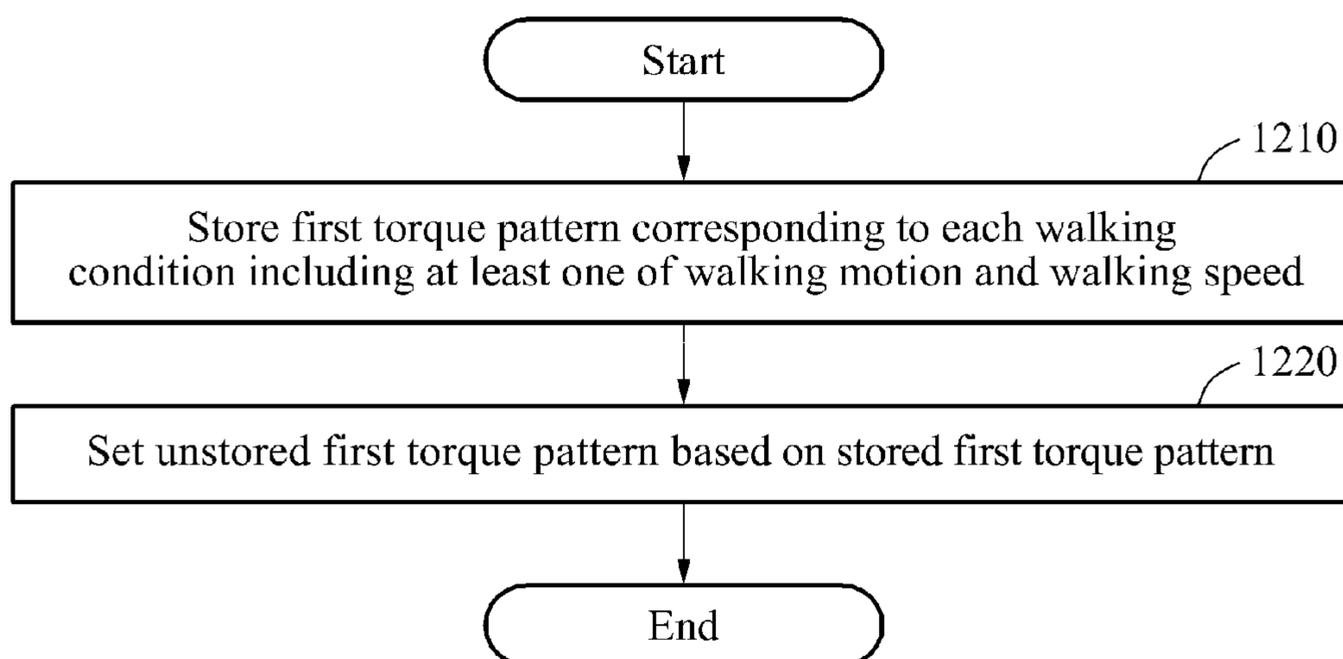 Start
1210
Store first torque pattern corresponding to each walking
condition including at least one of walking motion and walking speed
1220
Set unstored first torque pattern based on stored first torque pattern
End